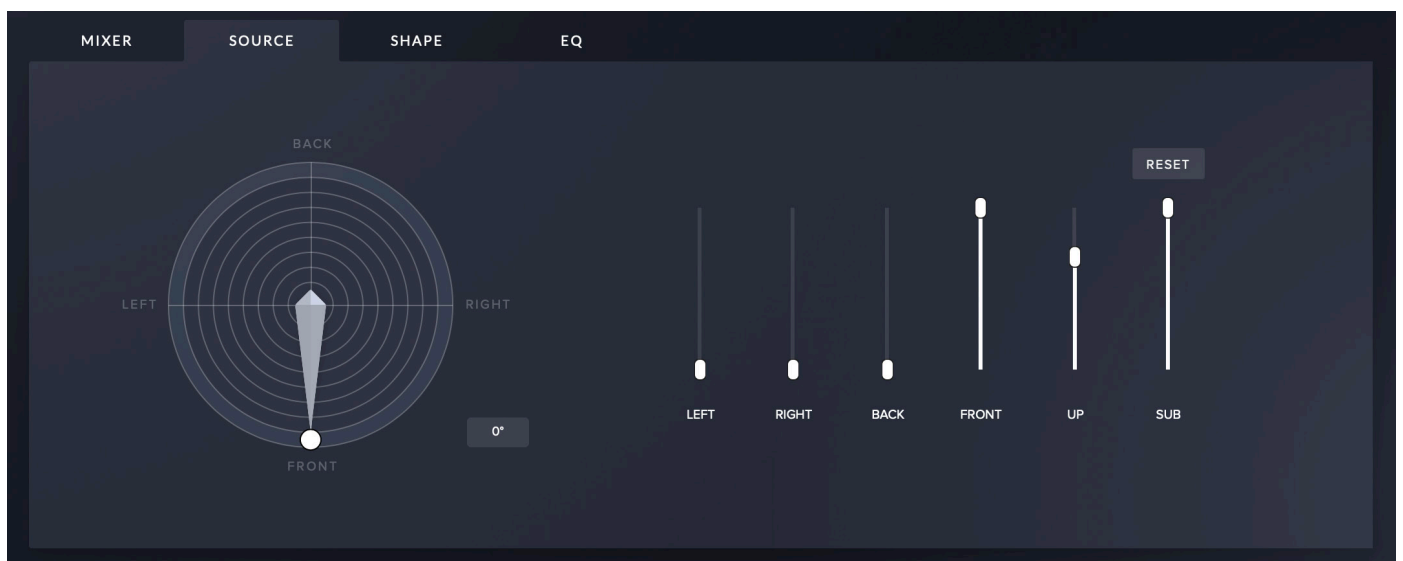 MIXER SOURCE SHAPE EQ
BACK
RESET
LEFT RIGHT
LEFT RIGHT BACK FRONT UP SUB
0°
FRONT